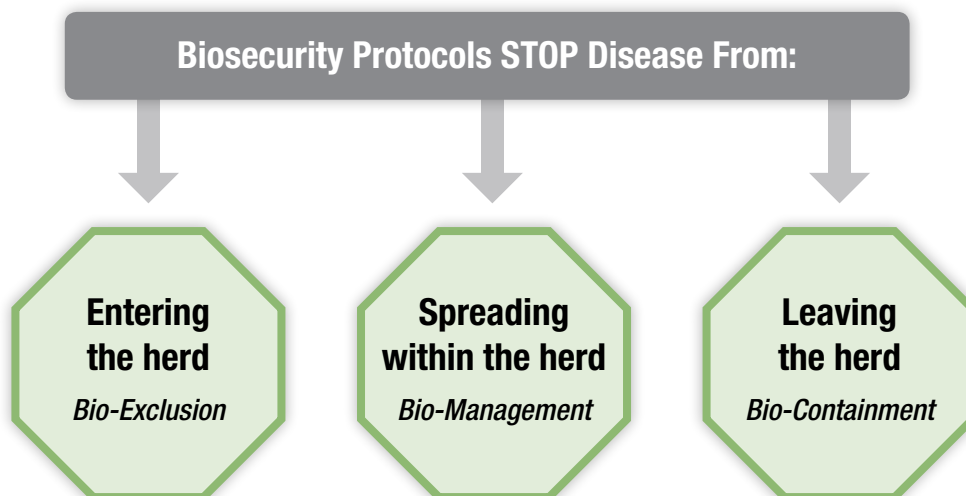 Biosecurity Protocols STOP Disease From:
Entering
the herd
Bio-Exclusion
Spreading
within the herd
Bio-Management
Leaving
the herd
Bio-Containment